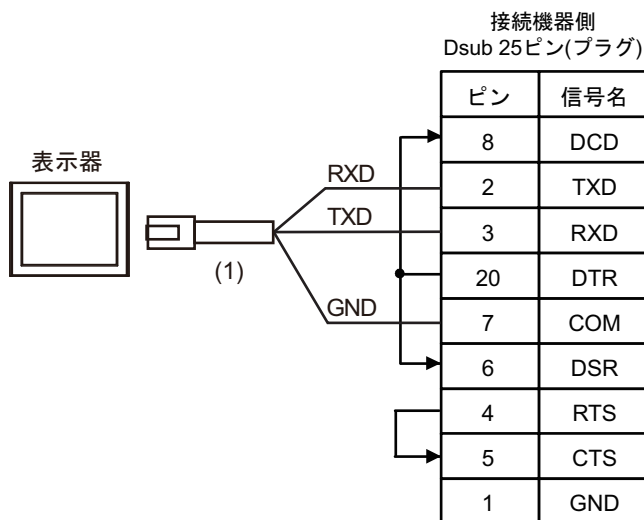 接続機器側
Dsub 25ピン(プラグ)
ピン 信号名
表示器
8 DCD
RXD 2 TXD
TXD 3 RXD
(1)
20 DTR
GND 7 COM
6 DSR
4 RTS
5 CTS
1 GND